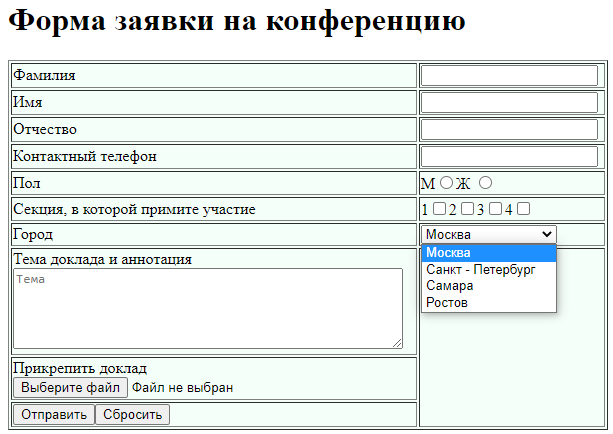 Форма заявки на конференцию
Фамилия
Имя
Отчество
Контактный телефон
Пол
М Ж
Секция, в которой примите участие
1 2 3 4
Город
Москва
Москва
Санкт - Петербург
Самара
Ростов
Тема доклада и аннотация
Тема
Прикрепить доклад
Выберите файл Файл не выбран
Отправить Сбросить